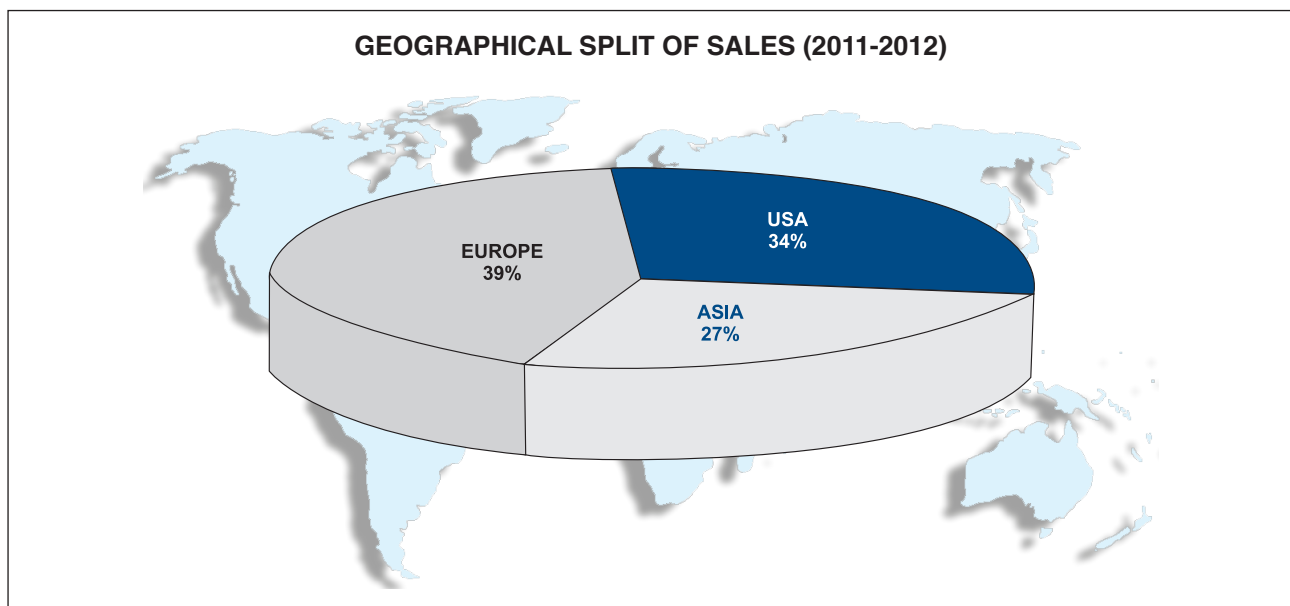 GEOGRAPHICAL SPLIT OF SALES (2011-2012)
USA
34%
EUROPE
39%
ASIA
27%